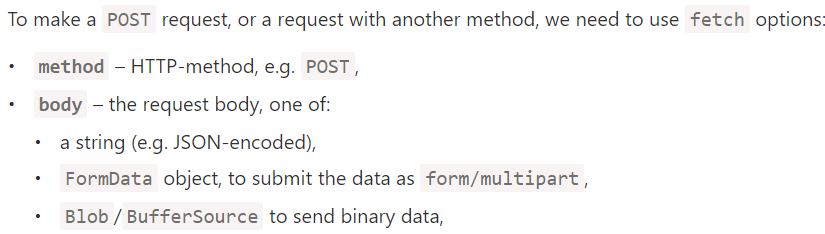 To make a POST request, or a request with another method, we need to use fetch options:
• method – HTTP-method, e.g. POST,
• body – the request body, one of:
• a string (e.g. JSON-encoded),
• FormData object, to submit the data as form/multipart,
• Blob/BufferSource to send binary data,